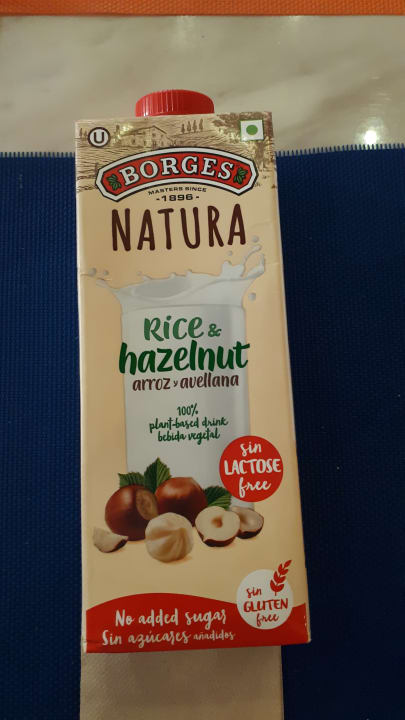 U
BORGES
MASTERS SINCE
-1896-
NATURA
Rice &
hazelnut
arroz y avellana
100%
plant-based drink
bebida vegetal
sin
LACTOSE
free
sin
GLUTEN
free
No added sugar
Sin azúcares añadidos